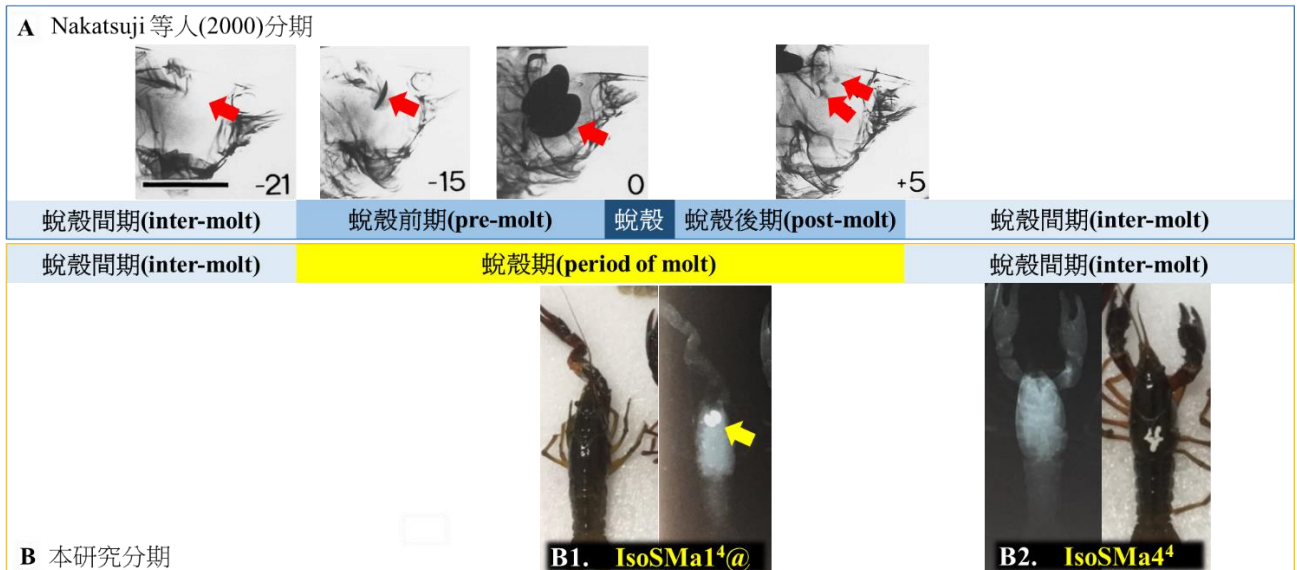 A Nakatsuji 等人(2000)分期
-21
-15
0
+5
蛻殼間期(inter-molt)
蛻殼前期(pre-molt)
蛻殼
蛻殼後期(post-molt)
蛻殼間期(inter-molt)
蛻殼間期(inter-molt)
蛻殼期(period of molt)
蛻殼間期(inter-molt)
4
B 本研究分期
B1. IsoSMa1⁴@
B2. IsoSMa4⁴